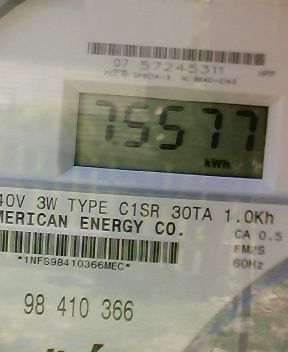 07 57245311
75577
kWh
40V 3W TYPE C1SR 30TA 1.0Kh
MERICAN ENERGY CO.
CA 0.5
FM2S
60Hz
*1NFS98410366MEC*
98 410 366